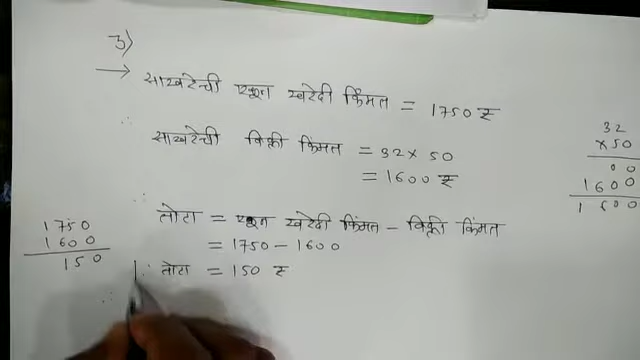 3)
→ साखरेची एकूण खरेदी किंमत = 1750 ₹
∴ साखरेची विक्री किंमत = 32 × 50
= 1600 ₹
∴ तोटा = एकूण खरेदी किंमत - विक्री किंमत
= 1750 - 1600
∴ तोटा = 150 ₹
∴
1750
1600
150
32
×50
00
1600
1600